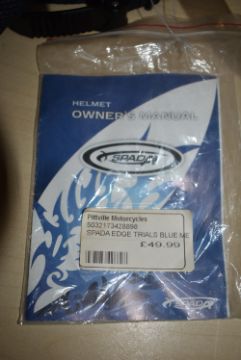 HELMET
OWNER'S MANUAL
SPADA
Pittville Motorcycles
5032173428898
SPADA EDGE TRIALS BLUE ME
£49.99
SPADA